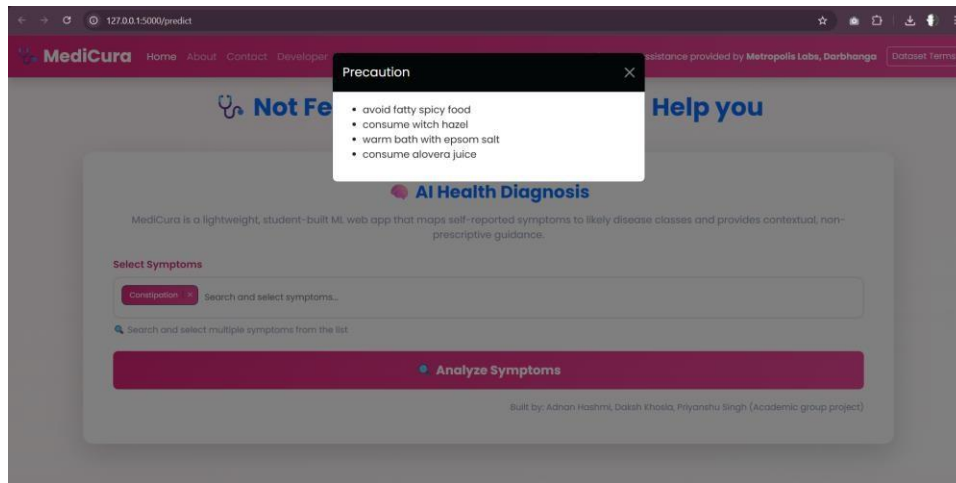 127.0.0.1:5000/predict
MediCura Home About Contact Developer ssistance provided by Metropolis Labs, Darbhanga Dataset Terms
Precaution
Not Fe Help you
• avoid fatty spicy food
• consume witch hazel
• warm bath with epsom salt
• consume alovera juice
AI Health Diagnosis
MediCura is a lightweight, student-built ML web app that maps self-reported symptoms to likely disease classes and provides contextual, non-
prescriptive guidance.
Select Symptoms
Constipation × Search and select symptoms...
Search and select multiple symptoms from the list
Analyze Symptoms
Built by: Adnan Hashmi, Daksh Khosla, Priyanshu Singh (Academic group project)